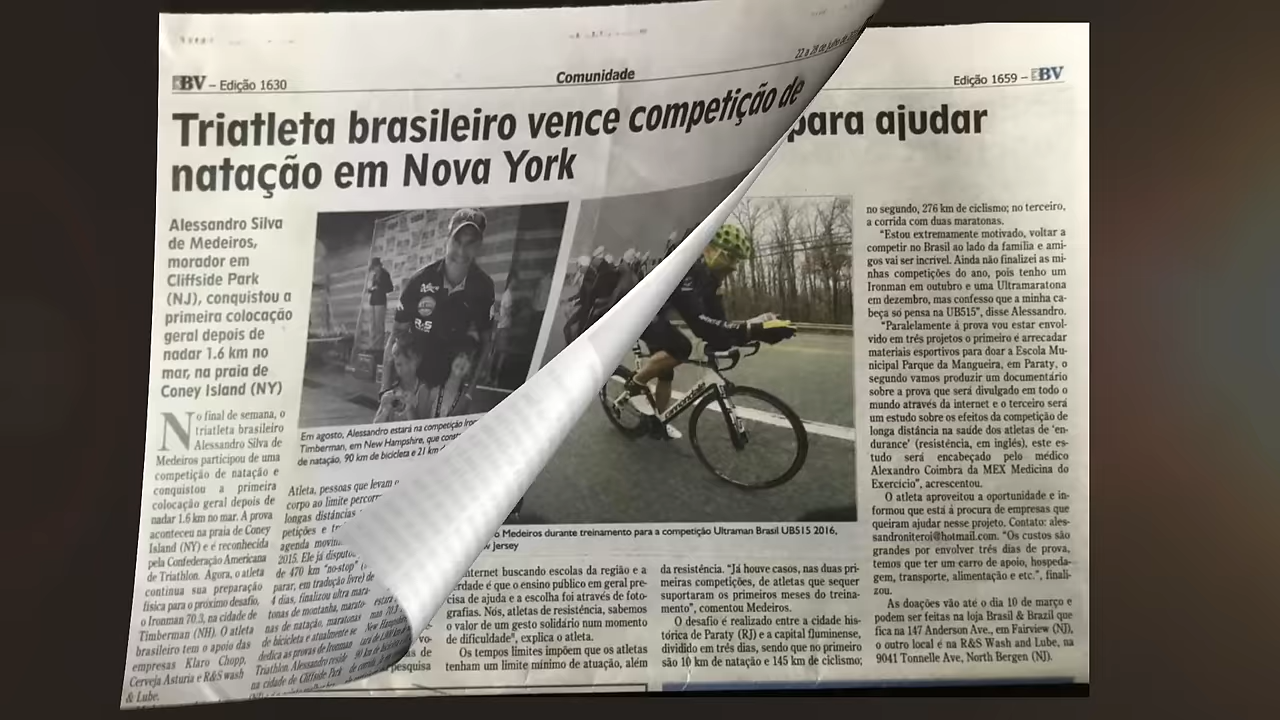 BV – Edição 1630
Comunidade
22 a 28 de
Triatleta brasileiro vence competição de
natação em Nova York
Alessandro Silva
de Medeiros,
morador em
Cliffside Park
(NJ), conquistou a
primeira colocação
geral depois de
nadar 1.6 km no
mar, na praia de
Coney Island (NY)
No final de semana, o
triatleta brasileiro
Alessandro Silva de
Medeiros participou de uma
competição de natação e
conquistou a primeira
colocação geral depois de
nadar 1.6 km no mar. A prova
aconteceu na praia de Coney
Island (NY) e é reconhecida
pela Confederação Americana
de Triathlon. Agora, o atleta
continua sua preparação
física para o próximo desafio,
o Ironman 70.3, na cidade de
Timberman (NH). O atleta
brasileiro tem o apoio das
empresas Klaro Chopp,
Cerveja Asturia e R&S wash
& Lube.
Em agosto, Alessandro estará na competição
Timberman, em New Hampshire, que
de natação, 90 km de bicicleta e 21 km
Atleta, pessoas que levam
corpo ao limite
longas distâncias
petições e
agenda
2015. Ele já
de 470 km "no-stop"
parar, em tradução livre) de
4 dias, finalizou ultra
tonas de montanha,
nas de natação, maratonas
de bicicleta e atualmente se
dedica as provas de Ironman
Triathlon. Alessandro reside
na cidade de Cliffside Park
Edição 1659 – BV
para ajudar
Medeiros durante treinamento para a competição Ultraman Brasil UB515 2016,
Jersey
internet buscando escolas da região e a
é que o ensino público em geral pre-
cisa de ajuda e a escolha foi através de foto-
grafias. Nós, atletas de resistência, sabemos
o valor de um gesto solidário num momento
de dificuldade", explica o atleta.
Os tempos limites impõem que os atletas
tenham um limite mínimo de atuação, além
da resistência. "Já houve casos, nas duas pri-
meiras competições, de atletas que sequer
suportaram os primeiros meses do treina-
mento", comentou Medeiros.
O desafio é realizado entre a cidade his-
tórica de Paraty (RJ) e a capital fluminense,
dividido em três dias, sendo que no primeiro
são 10 km de natação e 145 km de ciclismo;
no segundo, 276 km de ciclismo; no terceiro,
a corrida com duas maratonas.
"Estou extremamente motivado, voltar a
competir no Brasil ao lado da família e ami-
gos vai ser incrível. Ainda não finalizei as mi-
nhas competições do ano, pois tenho um
Ironman em outubro e uma Ultramaratona
em dezembro, mas confesso que a minha ca-
beça só pensa na UB515", disse Alessandro.
"Paralelamente á prova vou estar envol-
vido em três projetos o primeiro é arrecadar
materiais esportivos para doar a Escola Mu-
nicipal Parque da Mangueira, em Paraty, o
segundo vamos produzir um documentário
sobre a prova que será divulgado em todo o
mundo através da internet e o terceiro será
um estudo sobre os efeitos da competição de
longa distância na saúde dos atletas de 'en-
durance' (resistência, em inglés), este es-
tudo será encabeçado pelo médico
Alexandro Coimbra da MEX Medicina do
Exercício", acrescentou.
O atleta aproveitou a oportunidade e in-
formou que está à procura de empresas que
queiram ajudar nesse projeto. Contato: ales-
sandroniteroi@hotmail.com. "Os custos são
grandes por envolver três dias de prova,
temos que ter um carro de apoio, hospeda-
gem, transporte, alimentação e etc.", finali-
zou.
As doações vão até o dia 10 de março e
podem ser feitas na loja Brasil & Brazil que
fica na 147 Anderson Ave., em Fairview (NJ),
o outro local é na R&S Wash and Lube, na
9041 Tonnelle Ave, North Bergen (NJ).